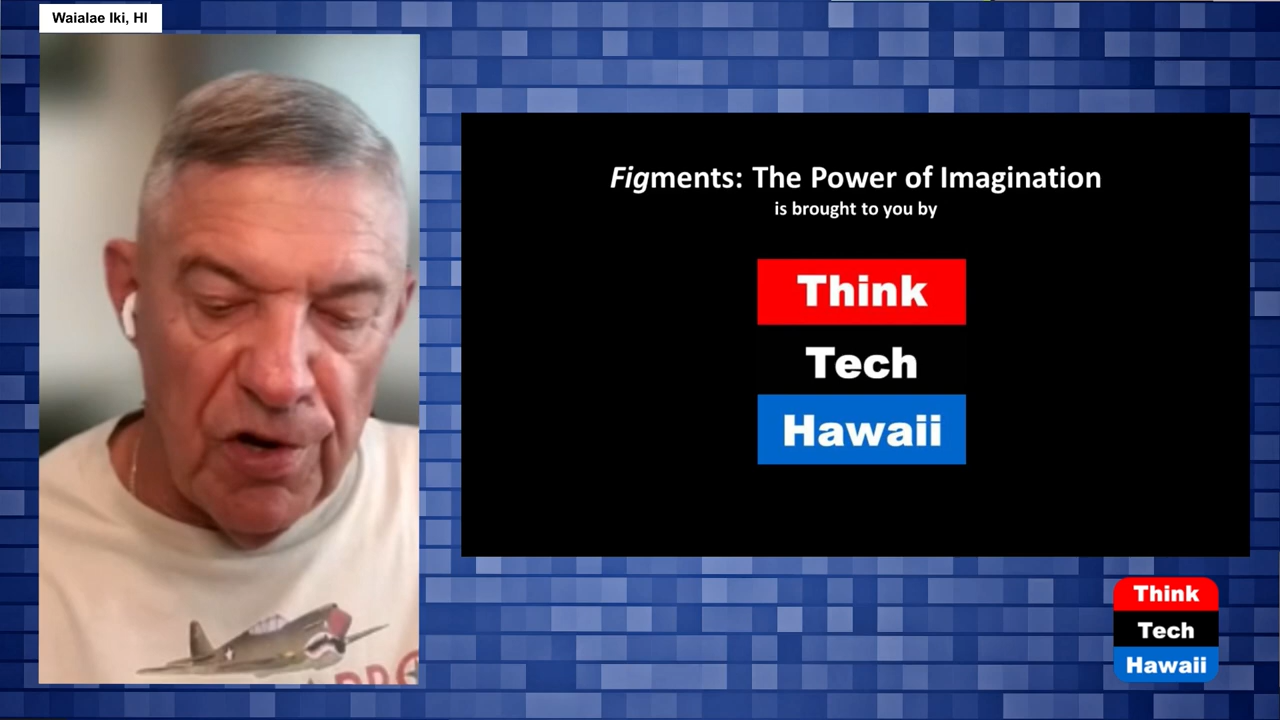 Waialae Iki, HI
Figments: The Power of Imagination
is brought to you by
Think
Tech
Hawaii
Think
Tech
Hawaii